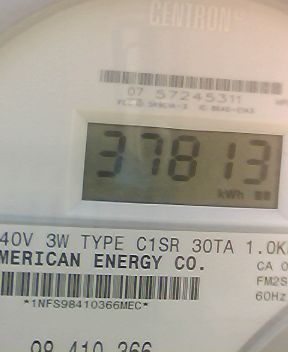 CENTRON
07 57245311
37813
kWh
40V 3W TYPE C1SR 30TA 1.0K
MERICAN ENERGY CO.
CA 0
FM2S
60Hz
*1NFS98410366MEC*
98 410 366